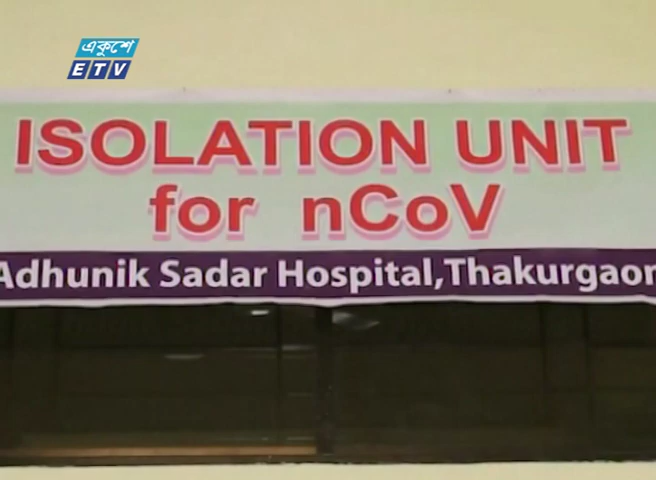 একুশে
ETV
ISOLATION UNIT
for nCoV
Adhunik Sadar Hospital,Thakurgaon